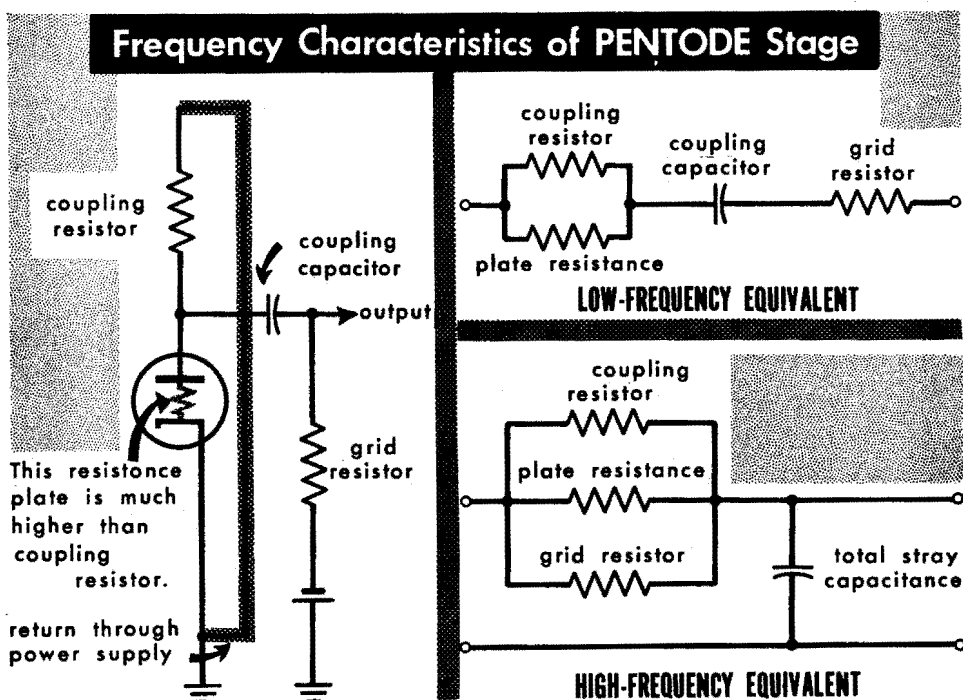 Frequency Characteristics of PENTODE Stage
coupling
resistor
coupling
capacitor
output
grid
resistor
This resistonce
plate is much
higher than
coupling
resistor.
return through
power supply
coupling
resistor
coupling
capacitor
grid
resistor
plate resistance
LOW-FREQUENCY EQUIVALENT
coupling
resistor
plate resistance
grid resistor
total stray
capacitance
HIGH-FREQUENCY EQUIVALENT